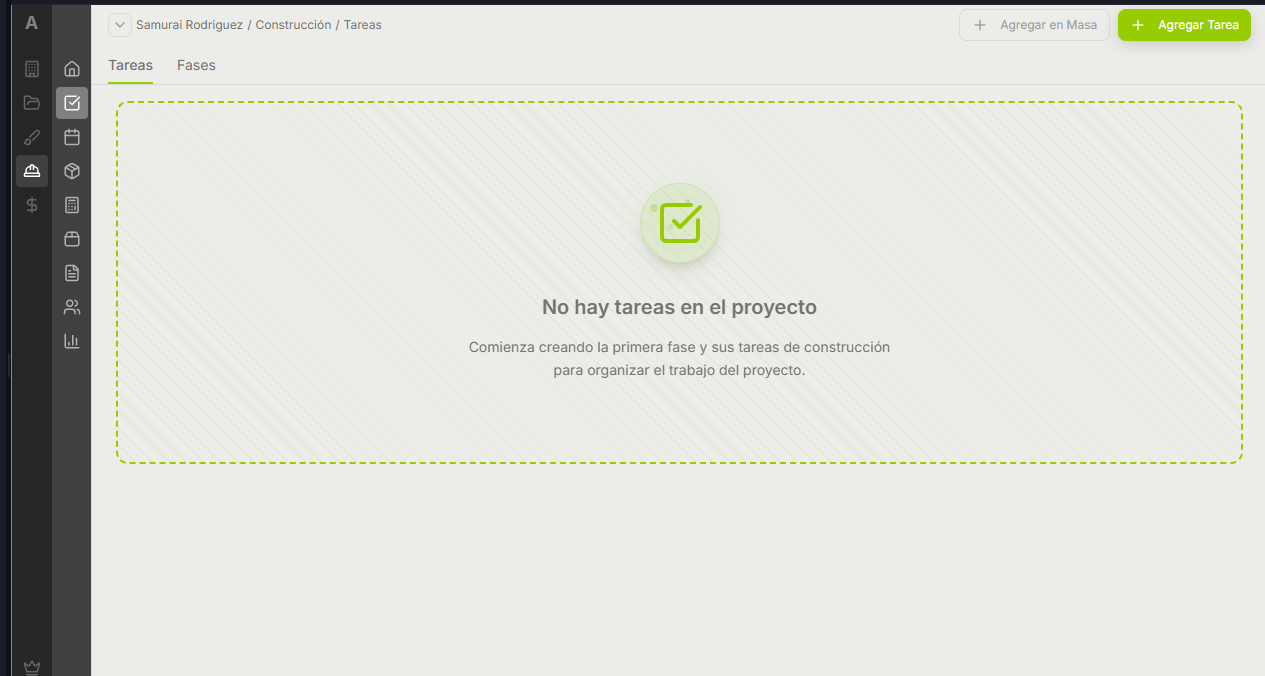 A
Samurai Rodriguez / Construcción / Tareas
Agregar en Masa
Agregar Tarea
Tareas
Fases
No hay tareas en el proyecto
Comienza creando la primera fase y sus tareas de construcción
para organizar el trabajo del proyecto.